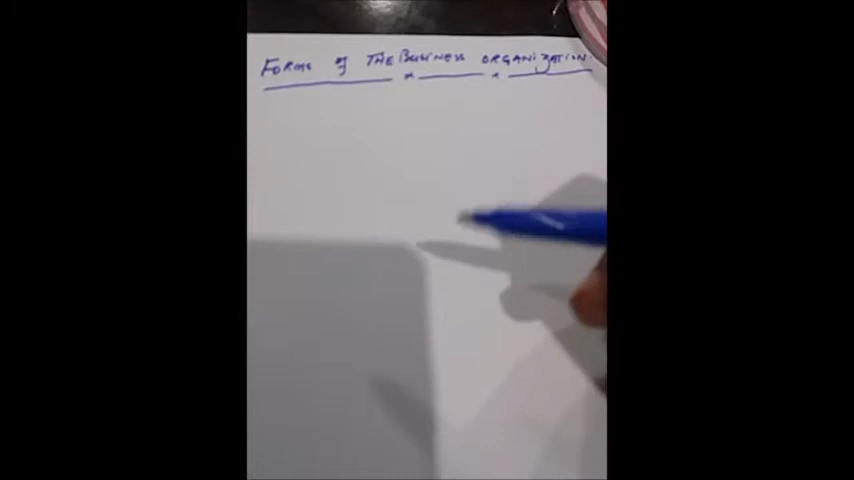 FORMS of THE BUSINESS ORGANIZATION.